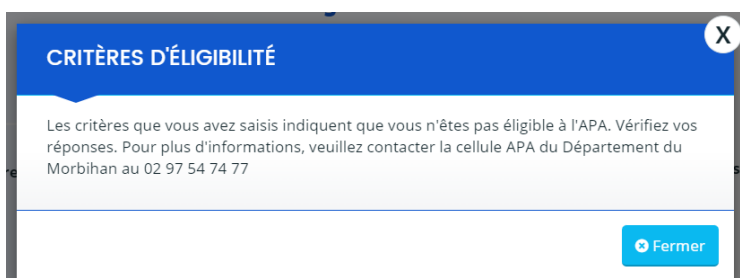 CRITÈRES D'ÉLIGIBILITÉ
X
Les critères que vous avez saisis indiquent que vous n'êtes pas éligible à l'APA. Vérifiez vos
réponses. Pour plus d'informations, veuillez contacter la cellule APA du Département du
Morbihan au 02 97 54 74 77
Fermer